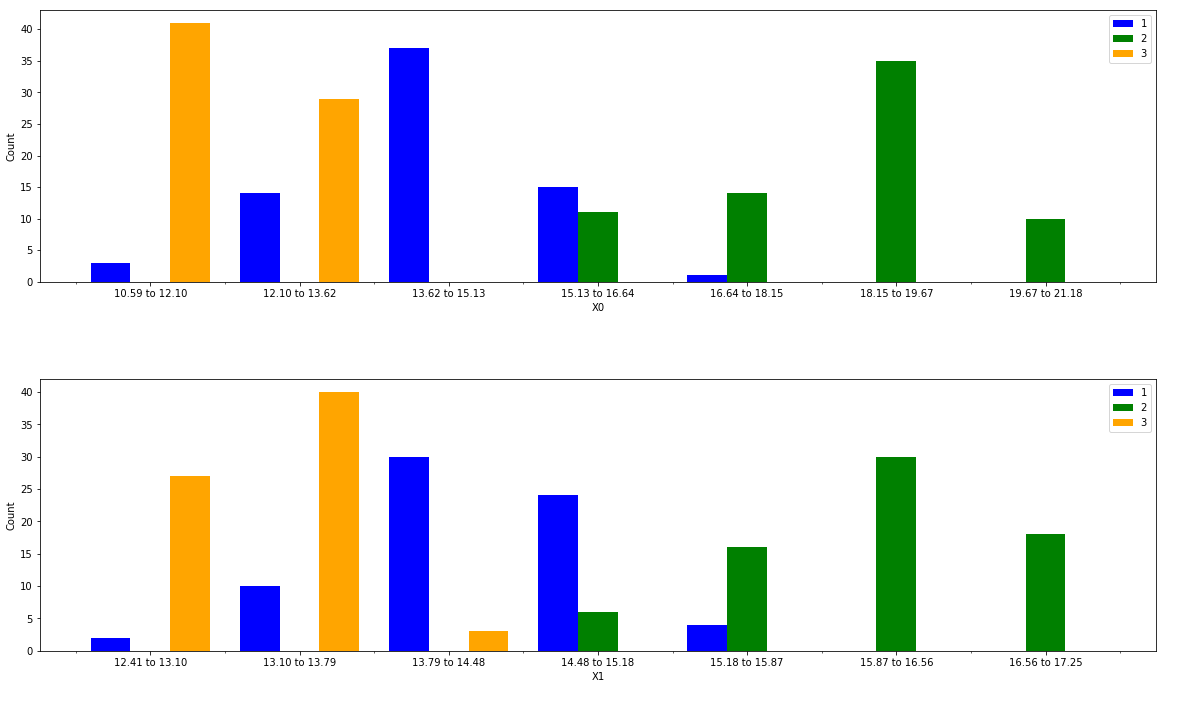 40
35
30
25
20
15
10
5
0
Count
1
2
3
10.59 to 12.10
12.10 to 13.62
13.62 to 15.13
15.13 to 16.64
16.64 to 18.15
18.15 to 19.67
19.67 to 21.18
X0
40
35
30
25
20
15
10
5
0
Count
1
2
3
12.41 to 13.10
13.10 to 13.79
13.79 to 14.48
14.48 to 15.18
15.18 to 15.87
15.87 to 16.56
16.56 to 17.25
X1